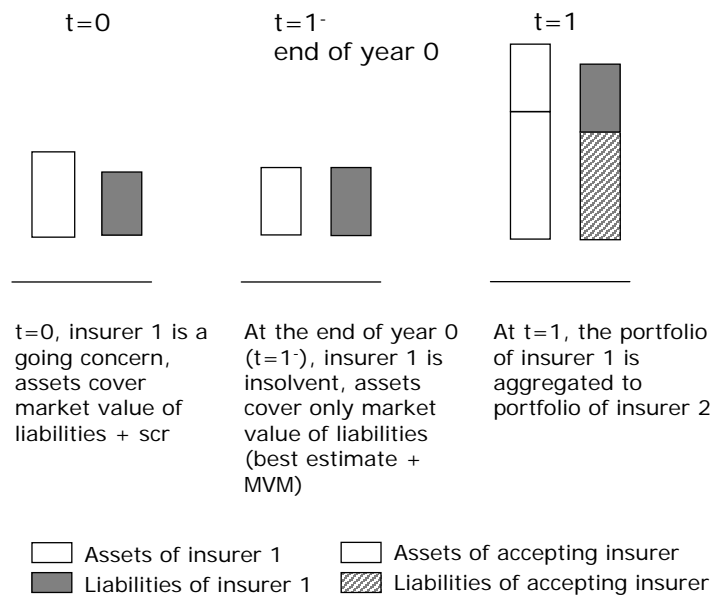 t=0
t=1-
end of year 0
t=1
t=0, insurer 1 is a
going concern,
assets cover
market value of
liabilities + scr
At the end of year 0
(t=1-), insurer 1 is
insolvent, assets
cover only market
value of liabilities
(best estimate +
MVM)
At t=1, the portfolio
of insurer 1 is
aggregated to
portfolio of insurer 2
Assets of insurer 1
Liabilities of insurer 1
Assets of accepting insurer
Liabilities of accepting insurer